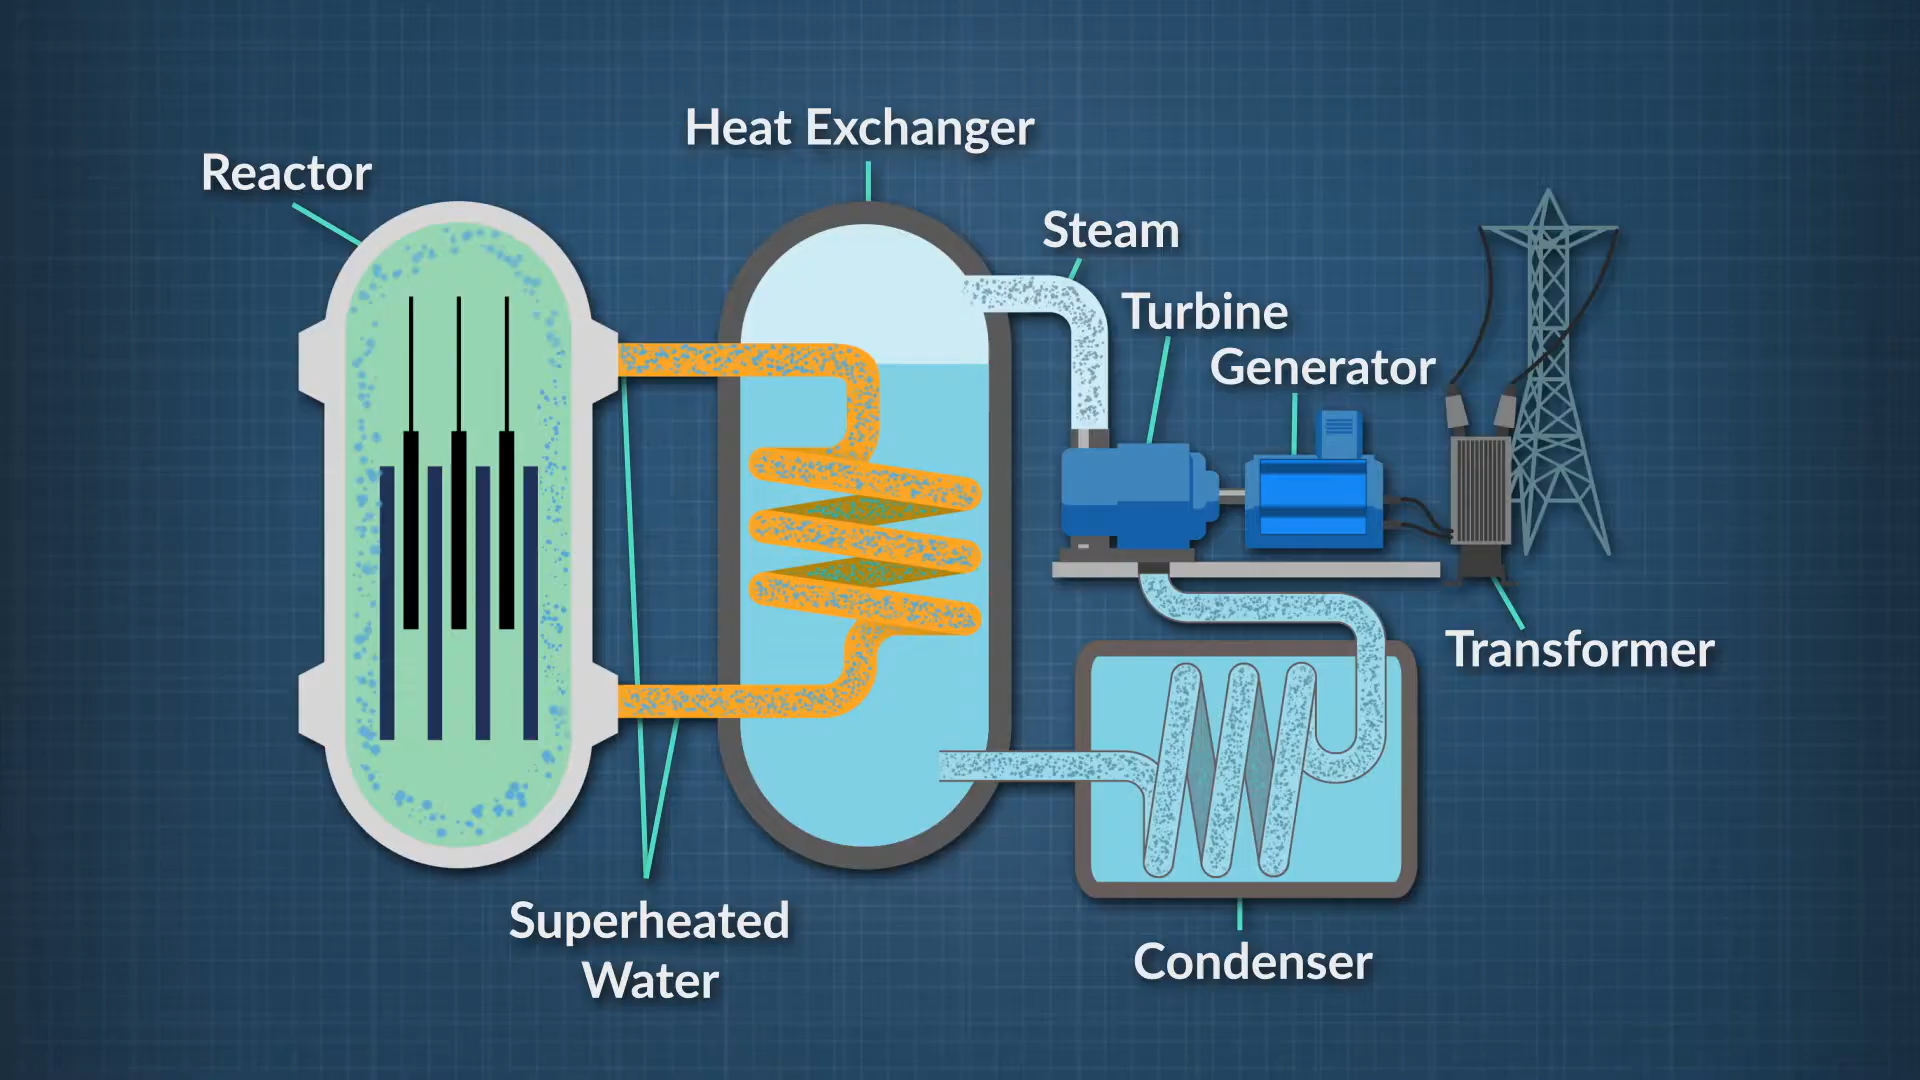 Heat Exchanger
Reactor
Steam
Turbine
Generator
Transformer
Superheated
Water
Condenser